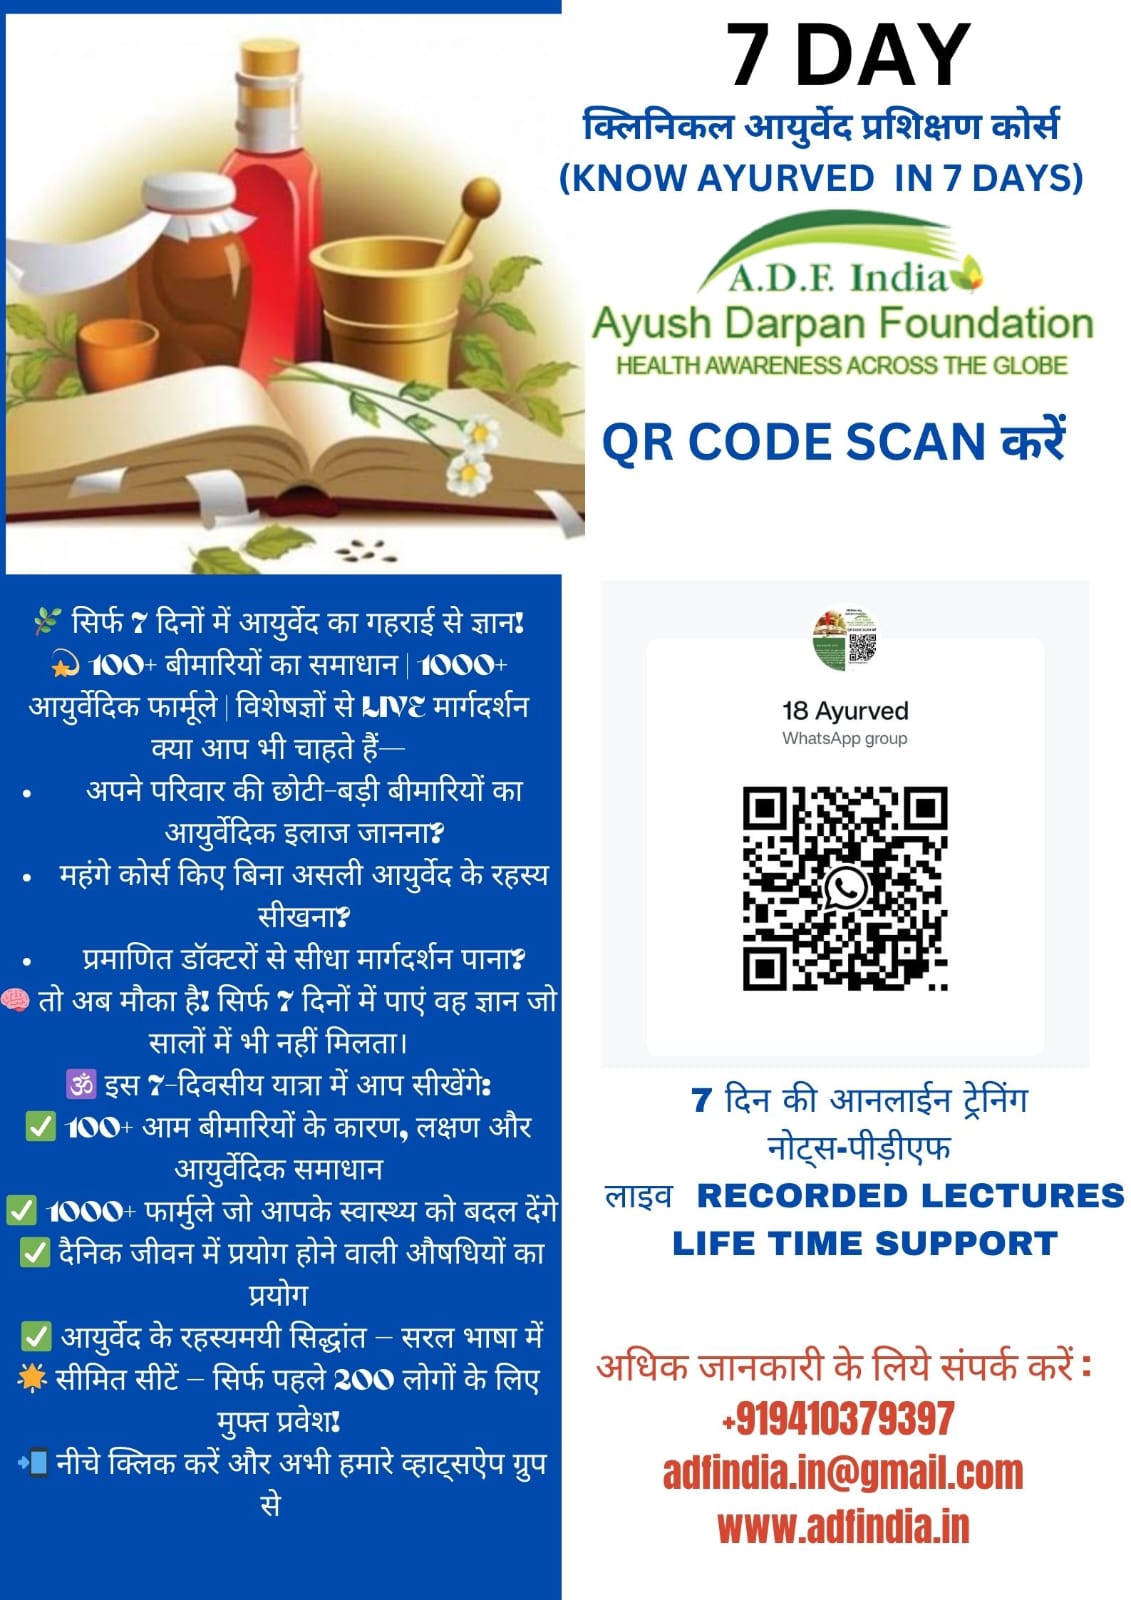 7 DAY
क्लिनिकल आयुर्वेद प्रशिक्षण कोर्स
(KNOW AYURVED IN 7 DAYS)
A.D.F. India
Ayush Darpan Foundation
HEALTH AWARENESS ACROSS THE GLOBE
QR CODE SCAN करें
🌿 सिर्फ 7 दिनों में आयुर्वेद का गहराई से ज्ञान!
💫 100+ बीमारियों का समाधान | 1000+
आयुर्वेदिक फार्मूले | विशेषज्ञों से LIVE मार्गदर्शन
क्या आप भी चाहते हैं—
• अपने परिवार की छोटी-बड़ी बीमारियों का
आयुर्वेदिक इलाज जानना?
• महंगे कोर्स किए बिना असली आयुर्वेद के रहस्य
सीखना?
• प्रमाणित डॉक्टरों से सीधा मार्गदर्शन पाना?
🧠 तो अब मौका है! सिर्फ 7 दिनों में पाएं वह ज्ञान जो
सालों में भी नहीं मिलता।
🕉 इस 7-दिवसीय यात्रा में आप सीखेंगे:
✅ 100+ आम बीमारियों के कारण, लक्षण और
आयुर्वेदिक समाधान
✅ 1000+ फार्मुले जो आपके स्वास्थ्य को बदल देंगे
✅ दैनिक जीवन में प्रयोग होने वाली औषधियों का
प्रयोग
✅ आयुर्वेद के रहस्यमयी सिद्धांत – सरल भाषा में
🌟 सीमित सीटें – सिर्फ पहले 200 लोगों के लिए
मुफ्त प्रवेश!
📲 नीचे क्लिक करें और अभी हमारे व्हाट्सऐप ग्रुप
से
18 Ayurved
WhatsApp group
7 दिन की आनलाईन ट्रेनिंग
नोट्स-पीड़ीएफ
लाइव RECORDED LECTURES
LIFE TIME SUPPORT
अधिक जानकारी के लिये संपर्क करें :
+919410379397
adfindia.in@gmail.com
www.adfindia.in